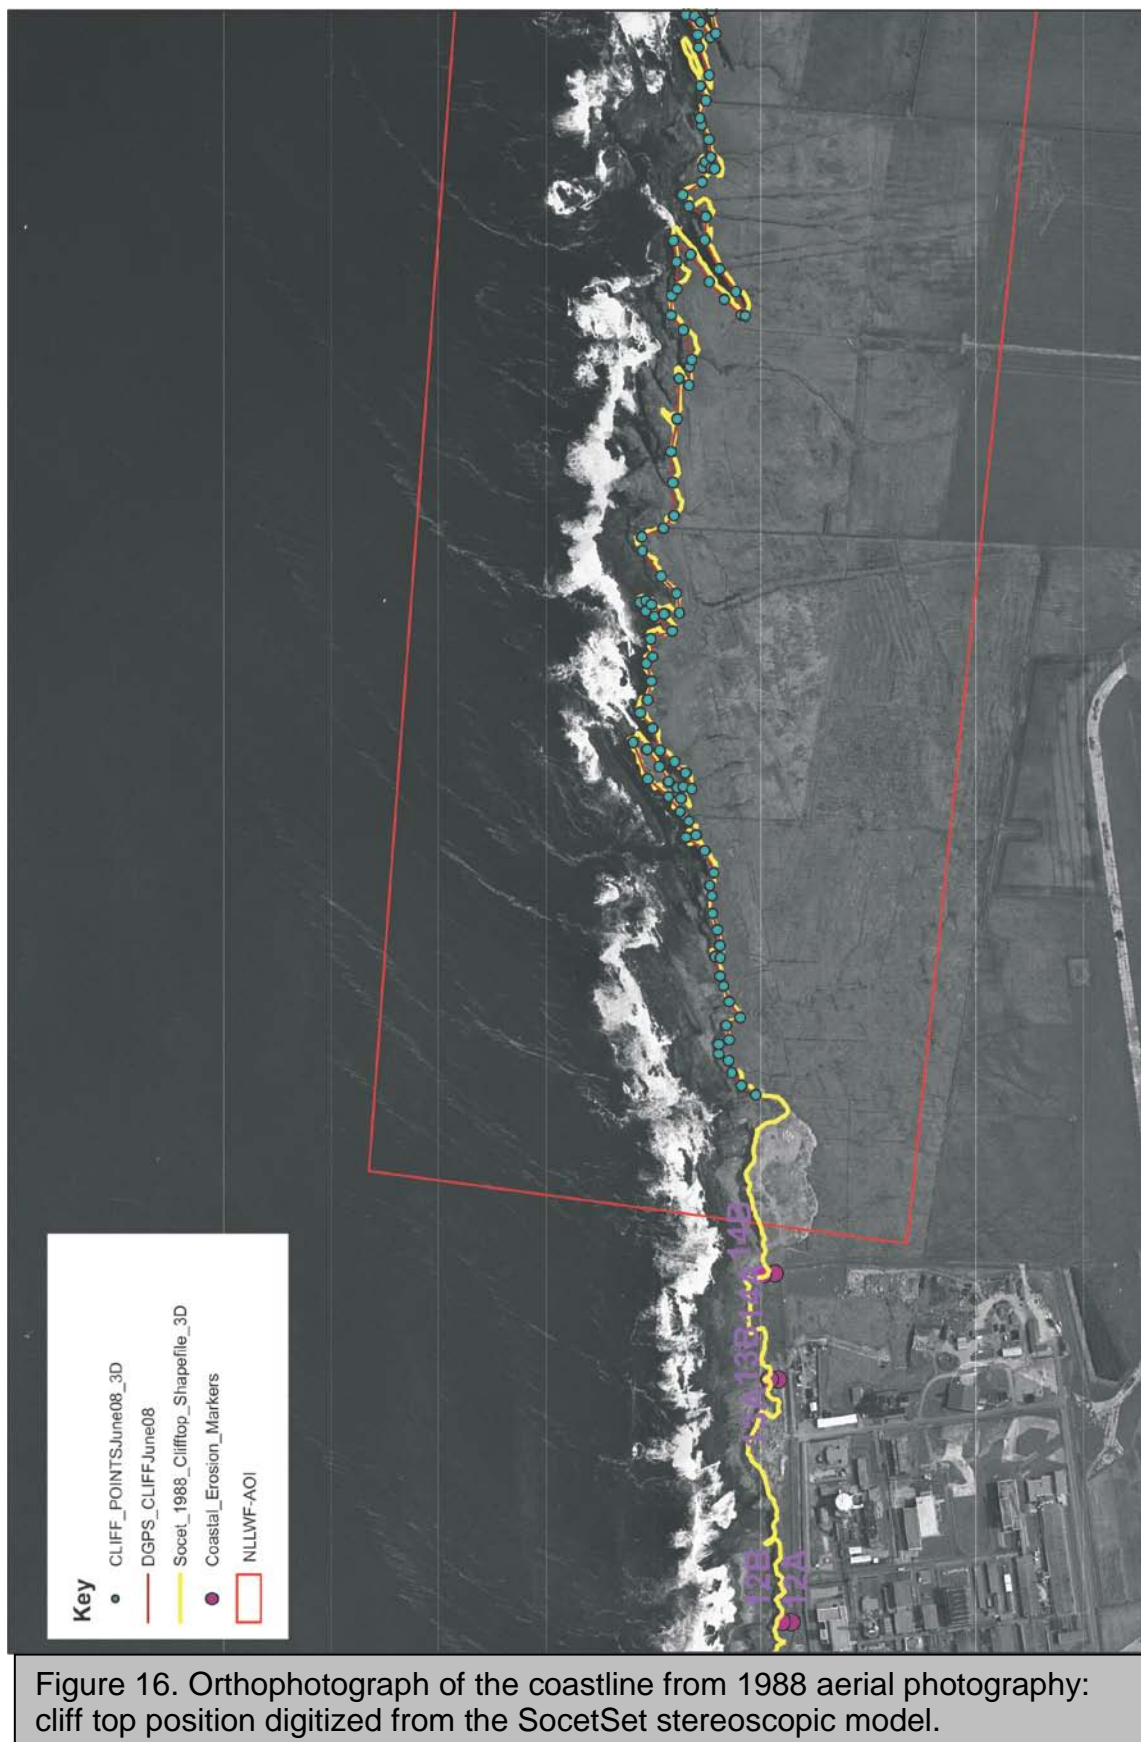 Key
CLIFF_POINTSJune08_3D
DGPS_CLIFFJune08
Socet_1988_Clifftop_Shapefile_3D
Coastal_Erosion_Markers
NLLWF-AOI
12A
12B
13B
14B
Figure 16. Orthophotograph of the coastline from 1988 aerial photography:
cliff top position digitized from the SocetSet stereoscopic model.